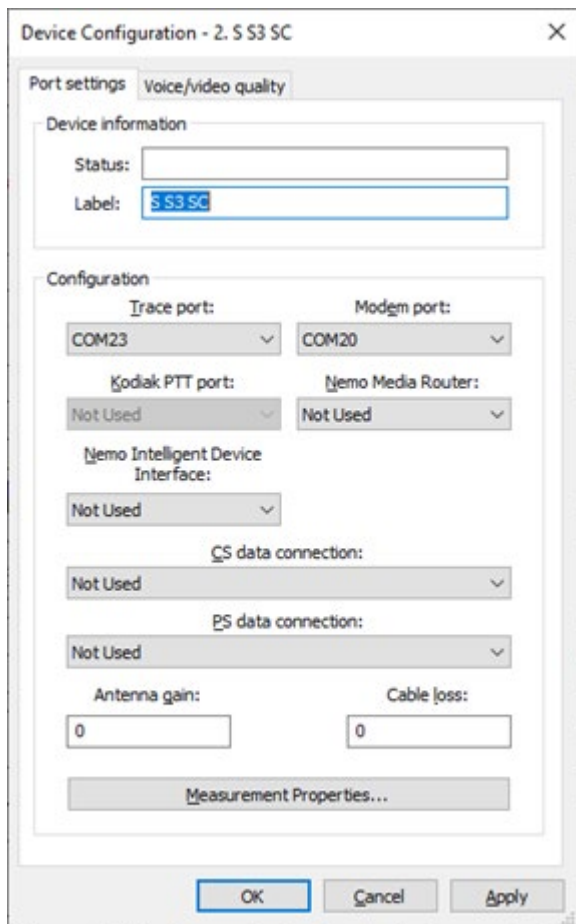 Device Configuration - 2. S S3 SC
Port settings Voice/video quality
Device information
Status:
Label: S S3 SC
Configuration
Trace port: Modem port:
COM23 COM20
Kodiak PTT port: Nemo Media Router:
Not Used Not Used
Nemo Intelligent Device
Interface:
Not Used
CS data connection:
Not Used
PS data connection:
Not Used
Antenna gain: Cable loss:
0 0
Measurement Properties...
OK Cancel Apply